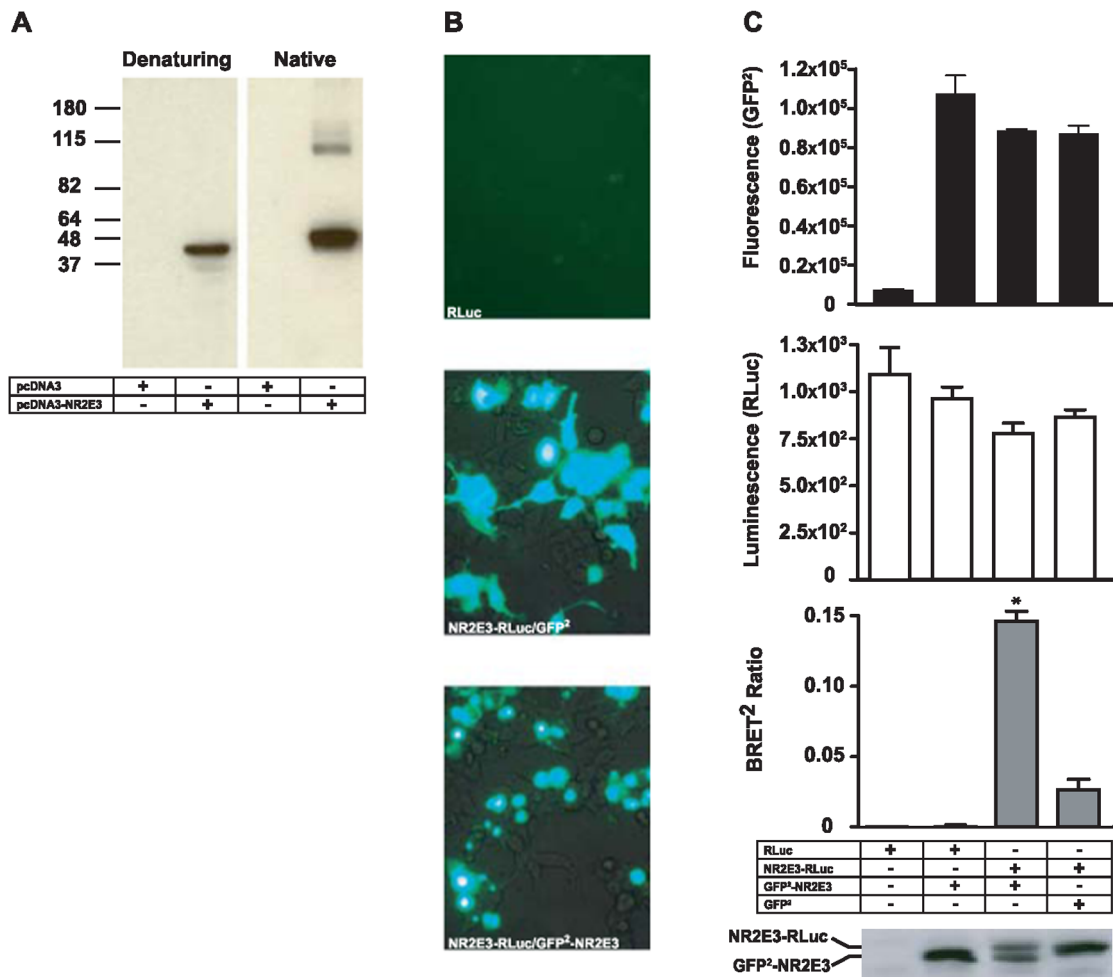 A
Denaturing Native
180
115
82
64
48
37
pcDNA3 + - + -
pcDNA3-NR2E3 - + - +
B
RLuc
NR2E3-RLuc/GFP²
NR2E3-RLuc/GFP²-NR2E3
C
Fluorescence (GFP²)
1.2x10⁵
1.0x10⁵
0.8x10⁵
0.6x10⁵
0.4x10⁵
0.2x10⁵
0
Luminescence (RLuc)
1.3x10³
1.0x10³
7.5x10²
5.0x10²
2.5x10²
0
BRET² Ratio
0.15
0.10
0.05
0
*
RLuc + + - -
NR2E3-RLuc - - + +
GFP²-NR2E3 - + + -
GFP² - - - +
NR2E3-RLuc
GFP²-NR2E3